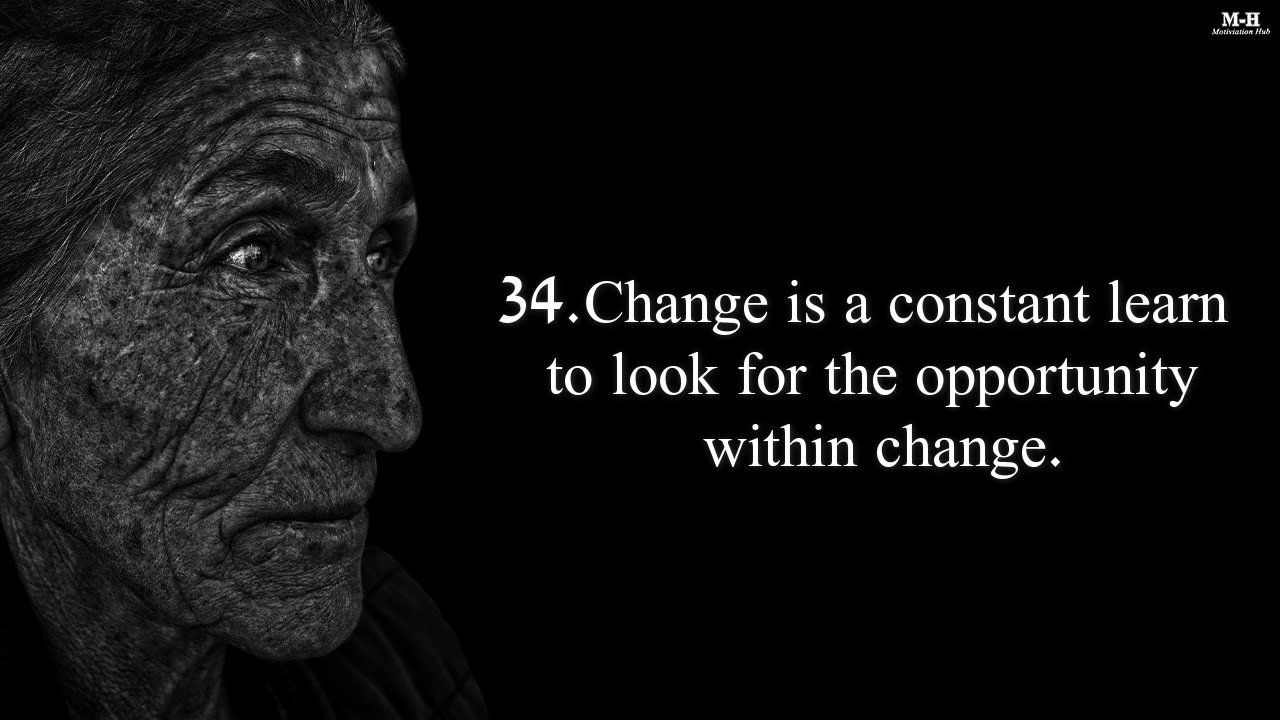 M-H
Motiviation Hub
34.Change is a constant learn
to look for the opportunity
within change.